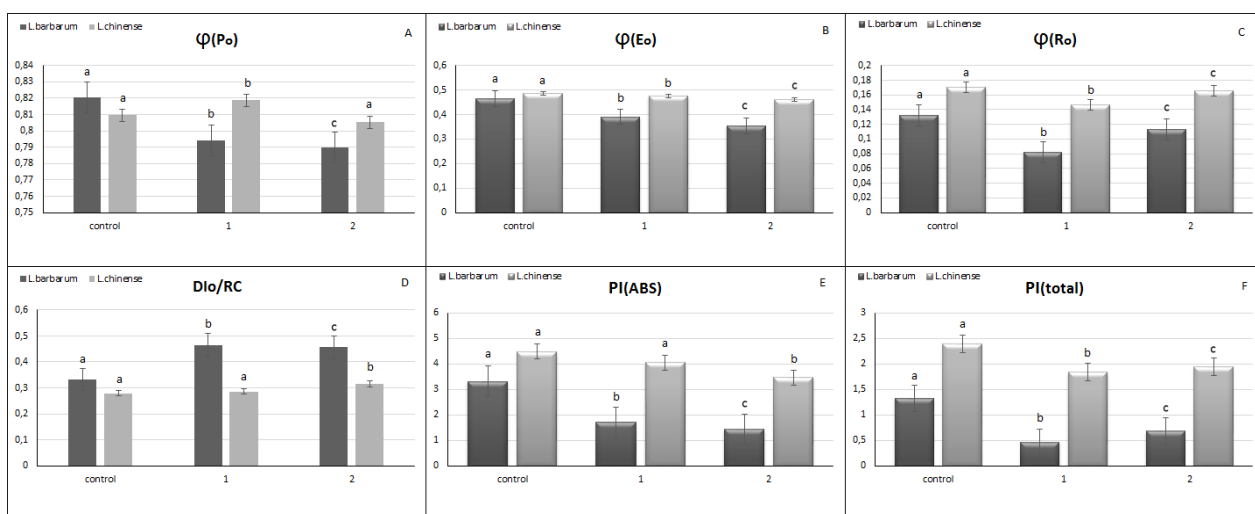 L.barbarum L.chinense
A
φ(Po)
0,84
0,83
0,82
0,81
0,8
0,79
0,78
0,77
0,76
0,75
a a b b c a
control 1 2
L.barbarum L.chinense
B
φ(Eo)
0,6
0,5
0,4
0,3
0,2
0,1
0
a a b b c c
control 1 2
L.barbarum L.chinense
C
φ(Ro)
0,2
0,18
0,16
0,14
0,12
0,1
0,08
0,06
0,04
0,02
0
b a b b c c
control 1 2
L.barbarum L.chinense
D
DIo/RC
0,6
0,5
0,4
0,3
0,2
0,1
0
a a b a c b
control 1 2
L.barbarum L.chinense
E
PI(ABS)
6
5
4
3
2
1
0
a a b a c b
control 1 2
L.barbarum L.chinense
F
PI(total)
3
2,5
2
1,5
1
0,5
0
a a b b c c
control 1 2